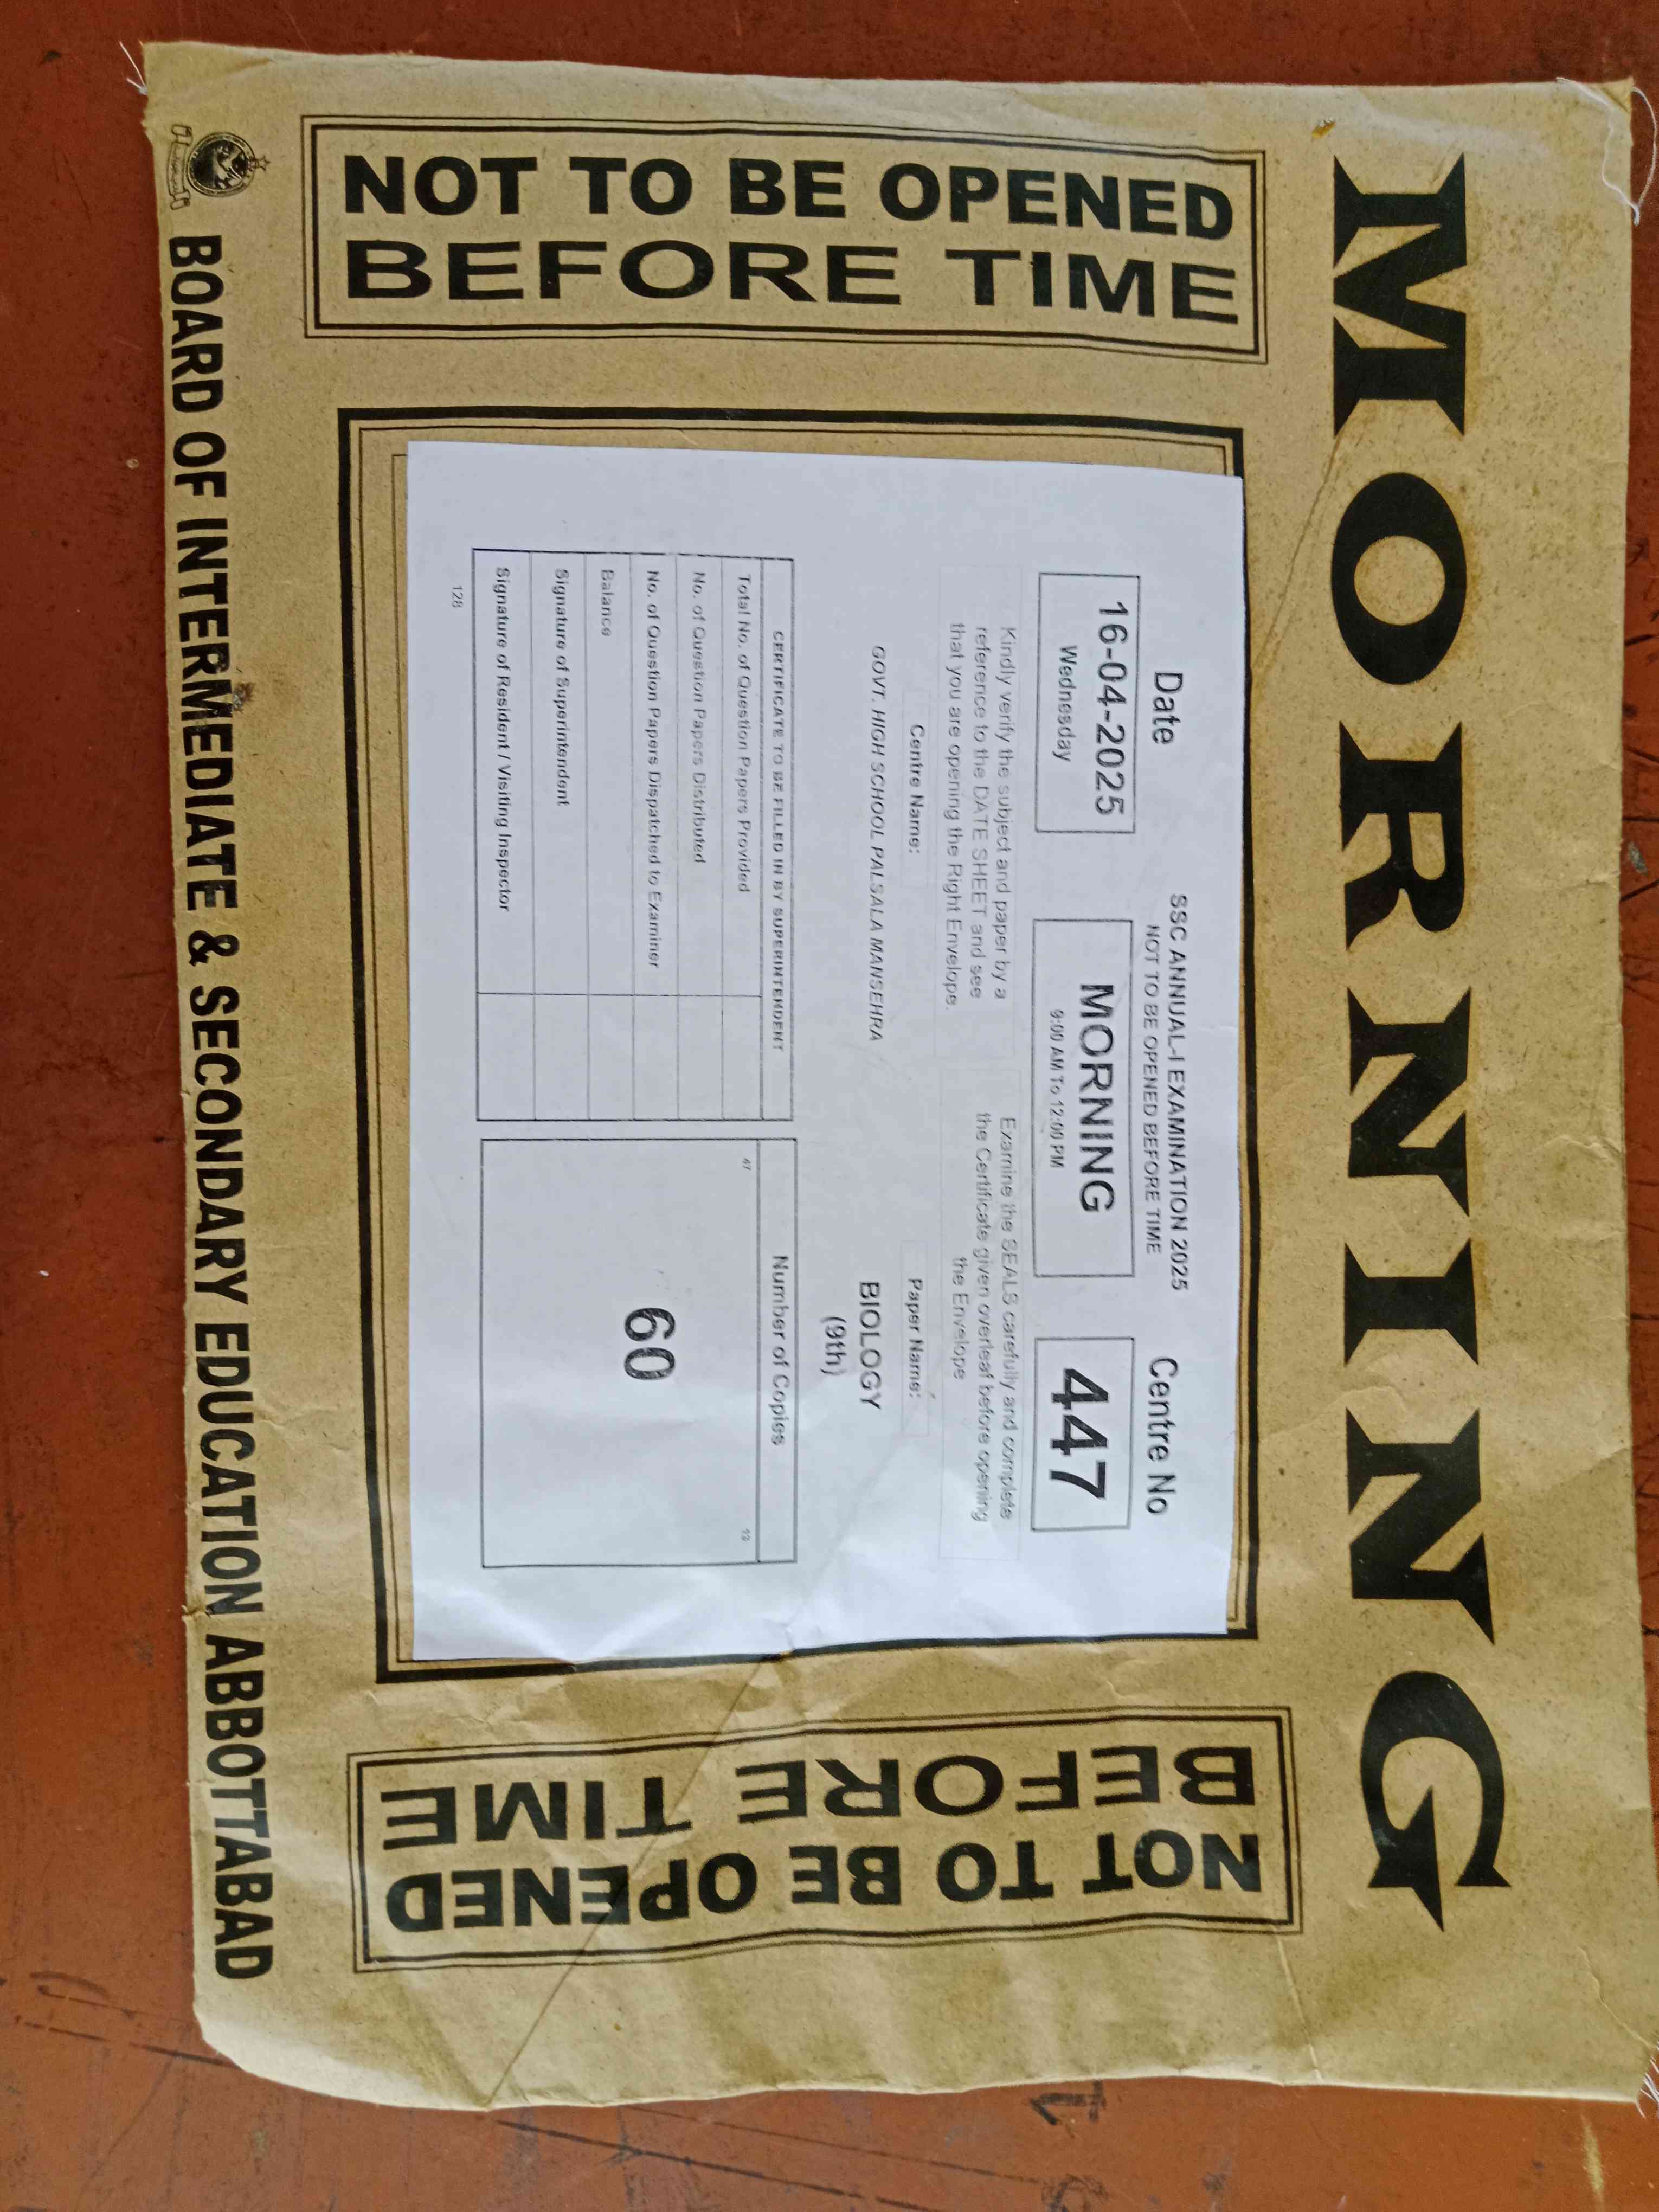 MORNING
NOT TO BE OPENED
BEFORE TIME
SSC ANNUAL-I EXAMINATION 2025
NOT TO BE OPENED BEFORE TIME
Date
16-04-2025
Wednesday
MORNING
9:00 AM To 12:00 PM
Centre No
447
Kindly verify the subject and paper by a
reference to the DATE SHEET and see
that you are opening the Right Envelope.
Examine the SEALS carefully and complete
the Certificate given overleaf before opening
the Envelope
Centre Name:
GOVT. HIGH SCHOOL PALSALA MANSEHRA
Paper Name:
BIOLOGY
(9th)
CERTIFICATE TO BE FILLED IN BY SUPERINTENDENT
Total No. of Question Papers Provided
No. of Question Papers Distributed
No. of Question Papers Dispatched to Examiner
Balance
Signature of Superintendent
Signature of Resident / Visiting Inspector
Number of Copies
47
13
60
128
NOT TO BE OPENED
BEFORE TIME
BOARD OF INTERMEDIATE & SECONDARY EDUCATION ABBOTTABAD